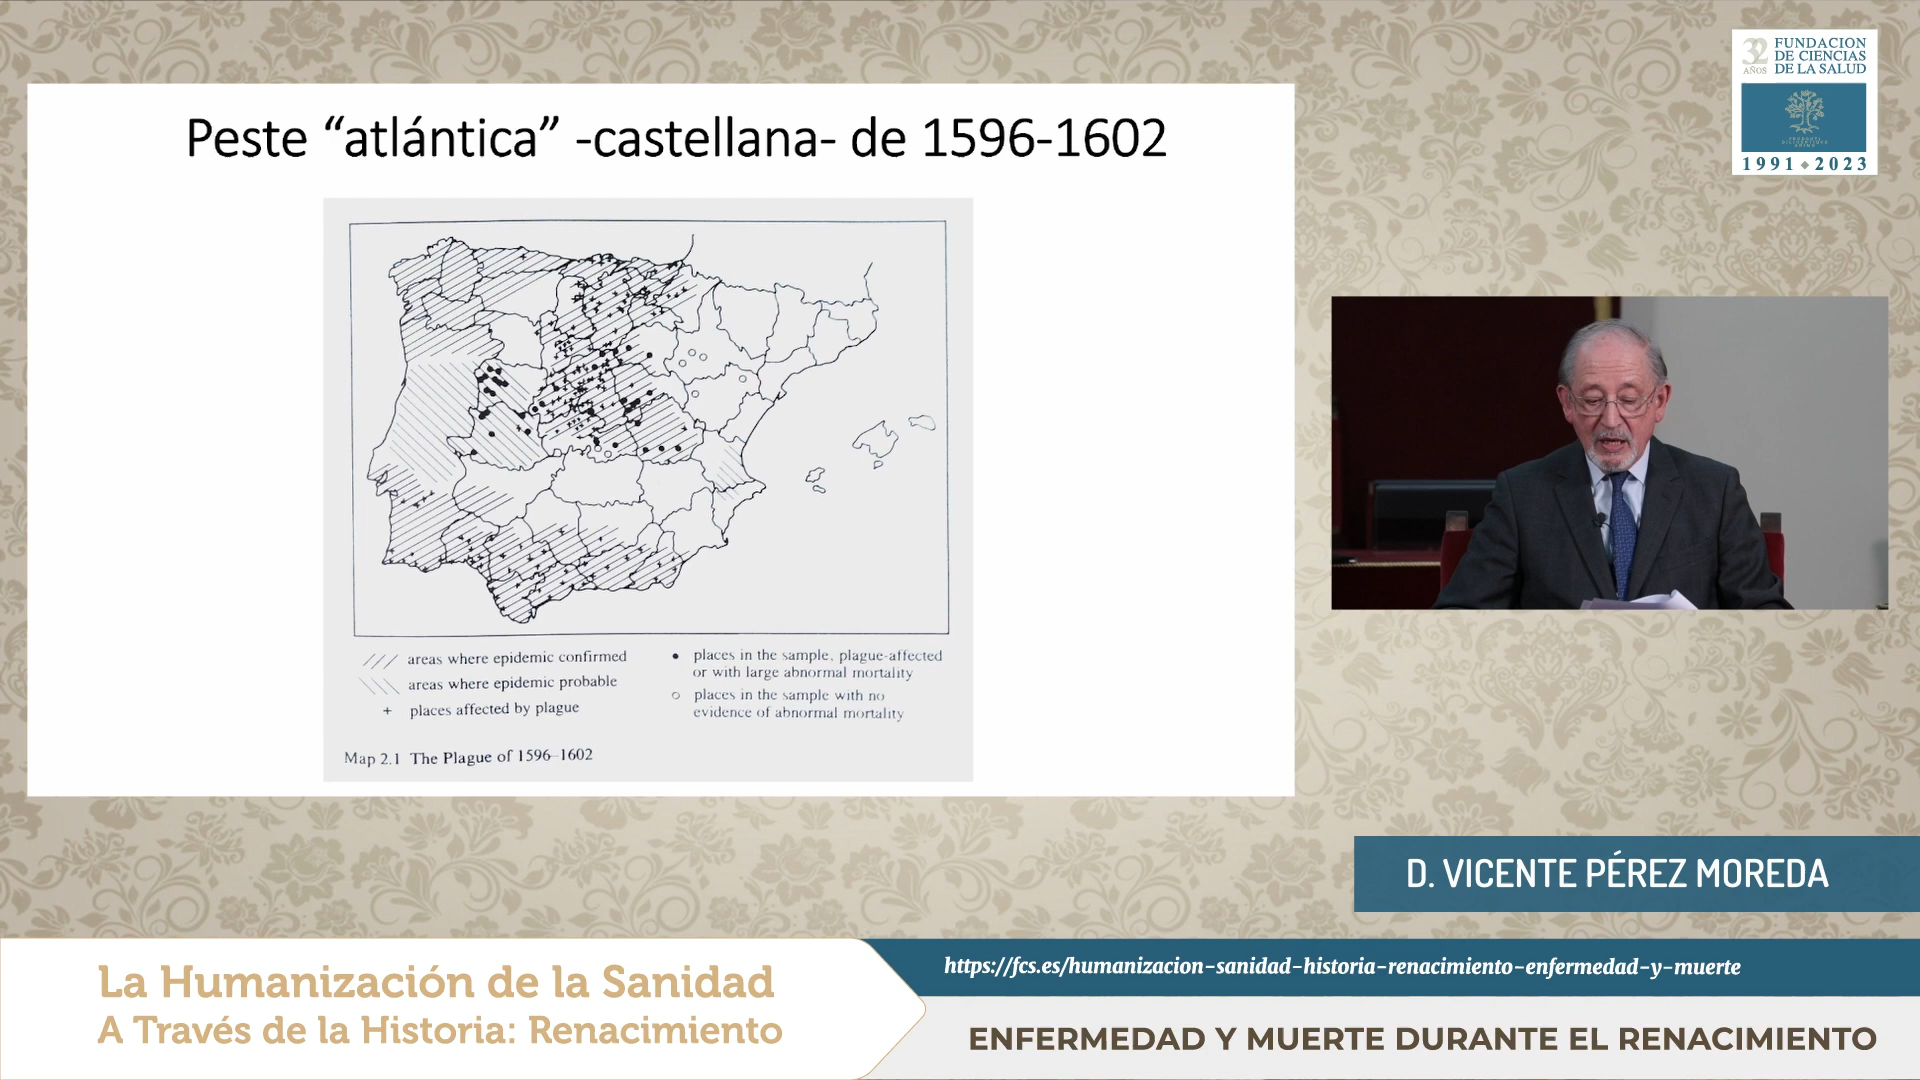 Peste “atlántica” -castellana- de 1596-1602
areas where epidemic confirmed
areas where epidemic probable
+ places affected by plague
places in the sample, plague-affected
or with large abnormal mortality
places in the sample with no
evidence of abnormal mortality
Map 2.1 The Plague of 1596–1602
32
AÑOS
FUNDACION
DE CIENCIAS
DE LA SALUD
1991 ◆ 2023
D. VICENTE PÉREZ MOREDA
La Humanización de la Sanidad
A Través de la Historia: Renacimiento
https://fcs.es/humanizacion-sanidad-historia-renacimiento-enfermedad-y-muerte
ENFERMEDAD Y MUERTE DURANTE EL RENACIMIENTO